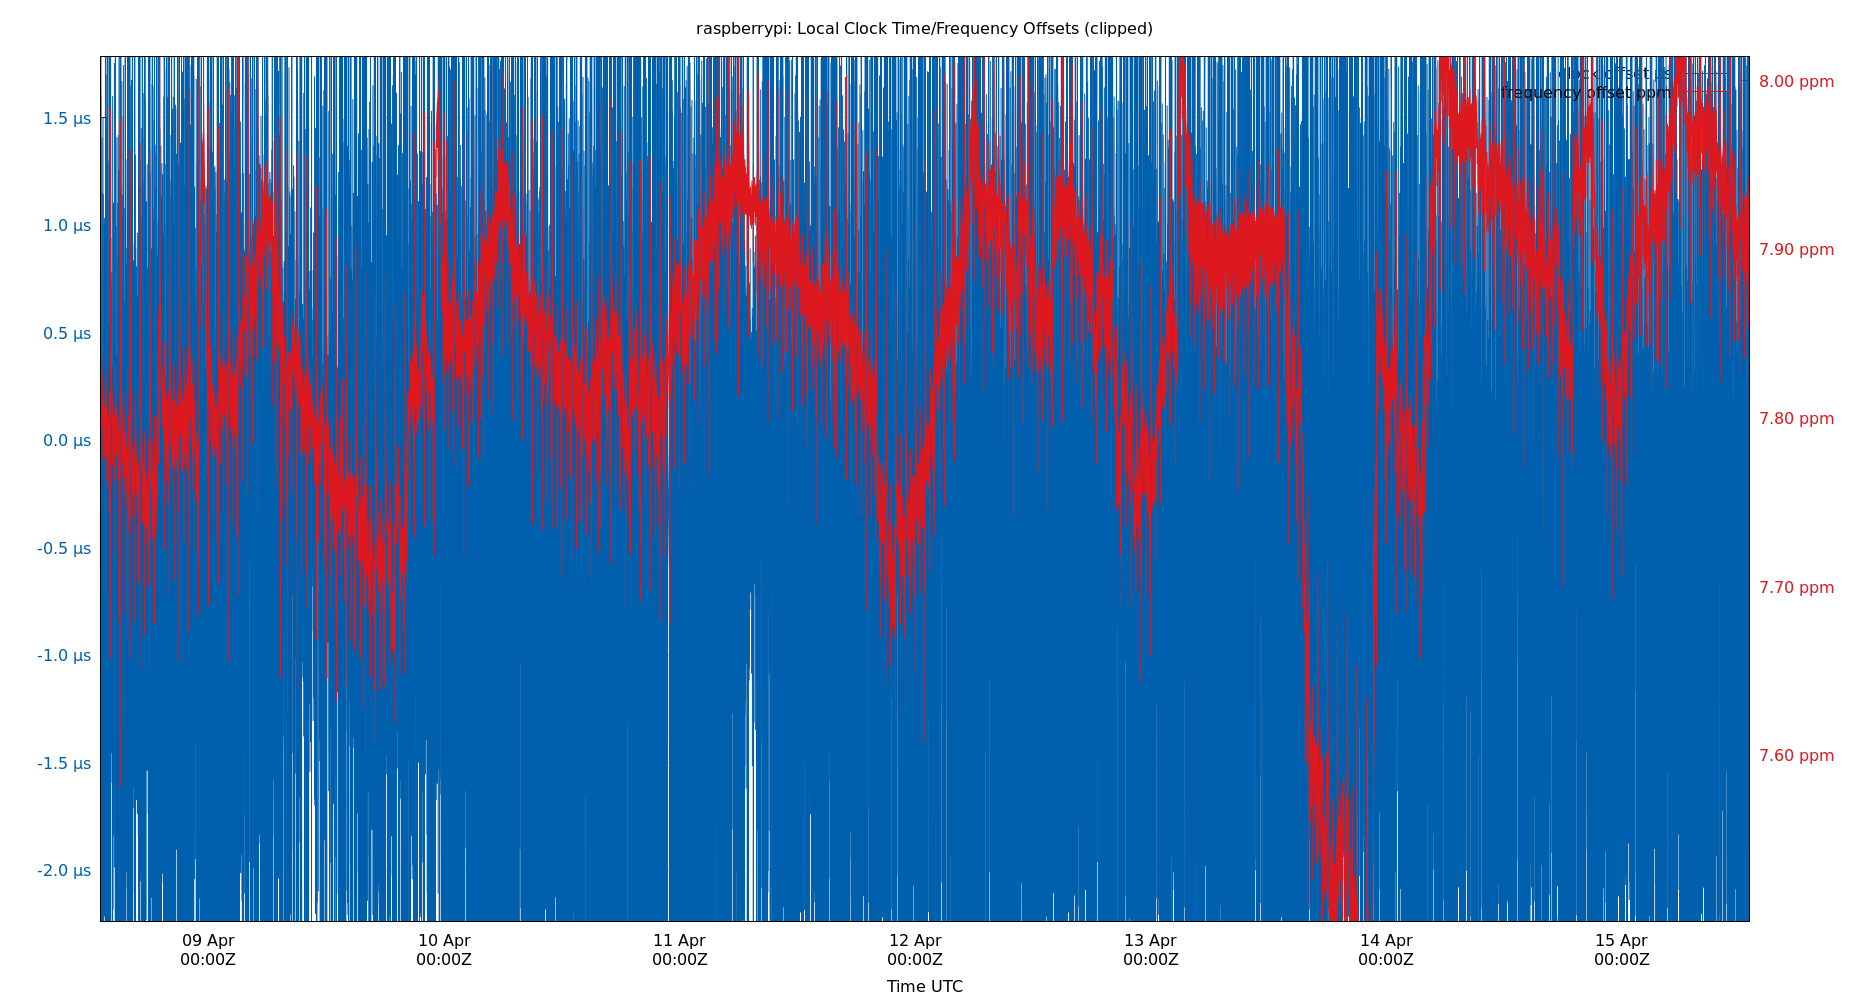 raspberrypi: Local Clock Time/Frequency Offsets (clipped)
clock offset µs
frequency offset ppm
1.5 µs
1.0 µs
0.5 µs
0.0 µs
-0.5 µs
-1.0 µs
-1.5 µs
-2.0 µs
8.00 ppm
7.90 ppm
7.80 ppm
7.70 ppm
7.60 ppm
09 Apr 10 Apr 11 Apr 12 Apr 13 Apr 14 Apr 15 Apr
00:00Z 00:00Z 00:00Z 00:00Z 00:00Z 00:00Z 00:00Z
Time UTC